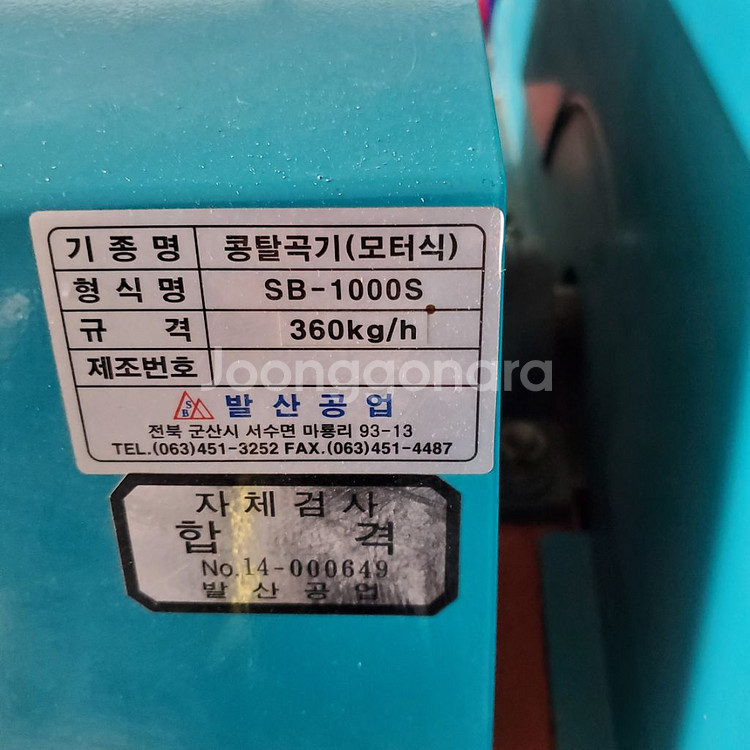 기 종 명 콩탈곡기(모터식)
형 식 명 SB-1000S
규 격 360kg/h
제조번호
Joonggonara
SB 발 산 공 업
전북 군산시 서수면 마룡리 93-13
TEL.(063)451-3252 FAX.(063)451-4487
자 체 검 사
합 격
No.14-000649
발 산 공 업